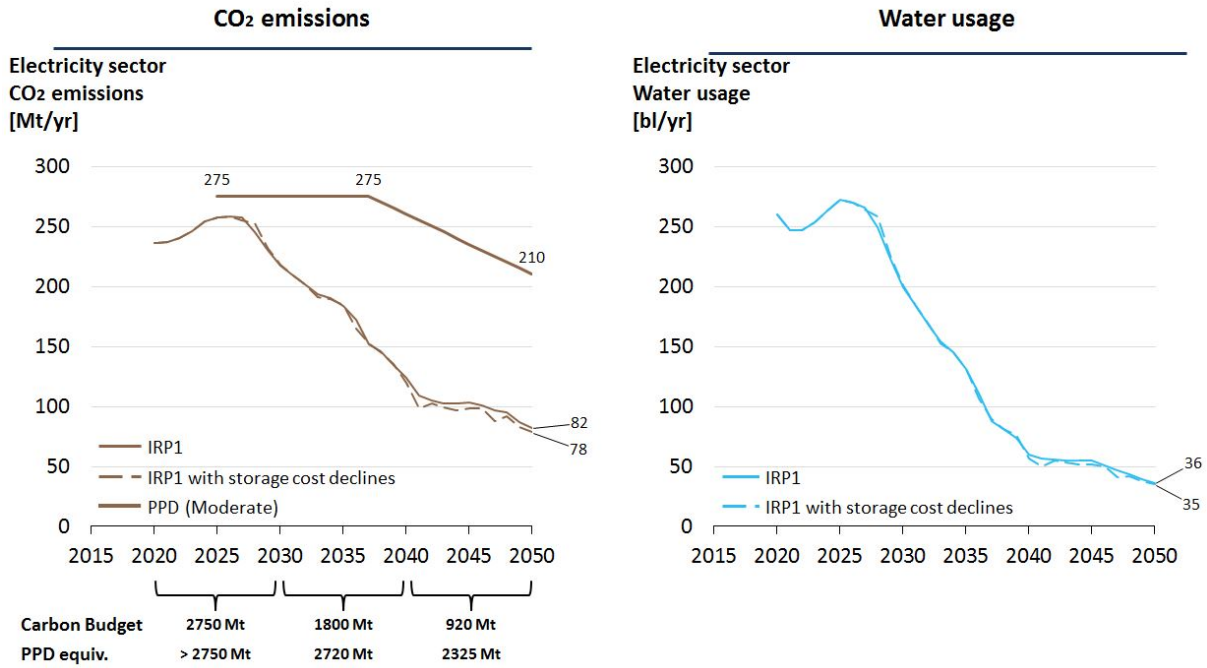 CO2 emissions
Electricity sector
CO2 emissions
[Mt/yr]
300
250
200
150
100
50
0
275
275
210
82
78
IRP1
IRP1 with storage cost declines
PPD (Moderate)
2015 2020 2025 2030 2035 2040 2045 2050
Carbon Budget 2750 Mt 1800 Mt 920 Mt
PPD equiv. > 2750 Mt 2720 Mt 2325 Mt
Water usage
Electricity sector
Water usage
[bl/yr]
300
250
200
150
100
50
0
36
35
IRP1
IRP1 with storage cost declines
2015 2020 2025 2030 2035 2040 2045 2050